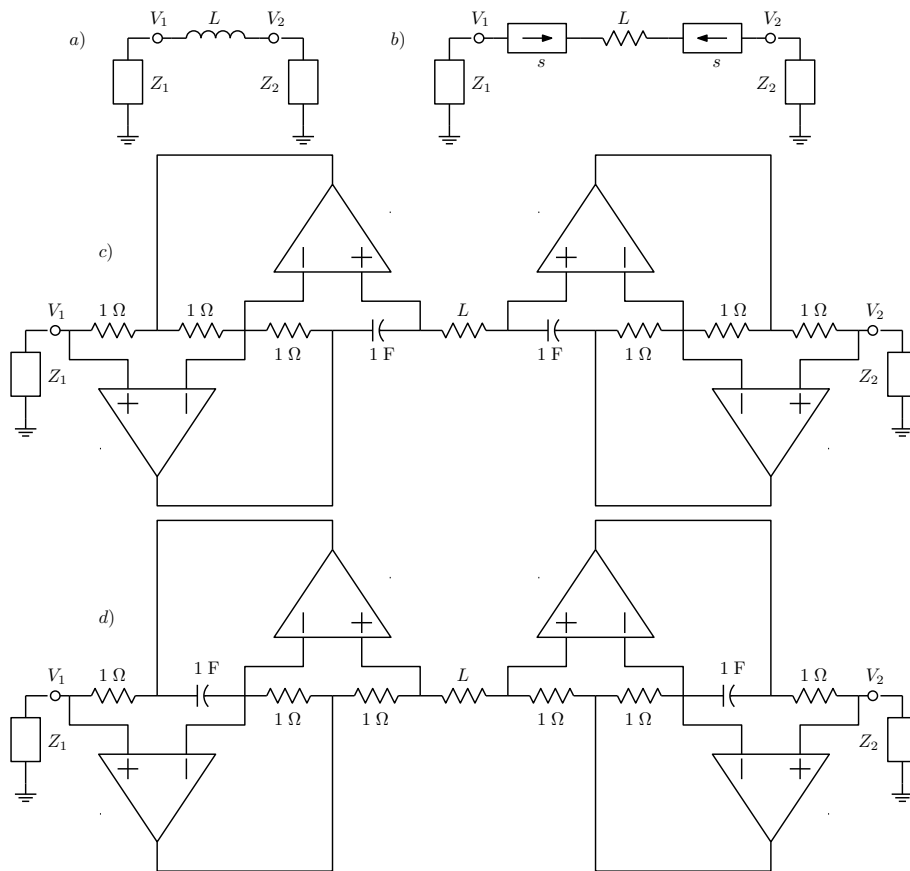 a) V1 L V2
Z1 Z2
b) V1 L V2
s s
Z1 Z2
c)
V1 1 Ω 1 Ω L 1 Ω 1 Ω V2
1 Ω 1 F 1 F 1 Ω
Z1 + − − + + − − + Z2
d)
V1 1 Ω 1 F L 1 F 1 Ω V2
1 Ω 1 Ω 1 Ω 1 Ω
Z1 + − − + + − − + Z2